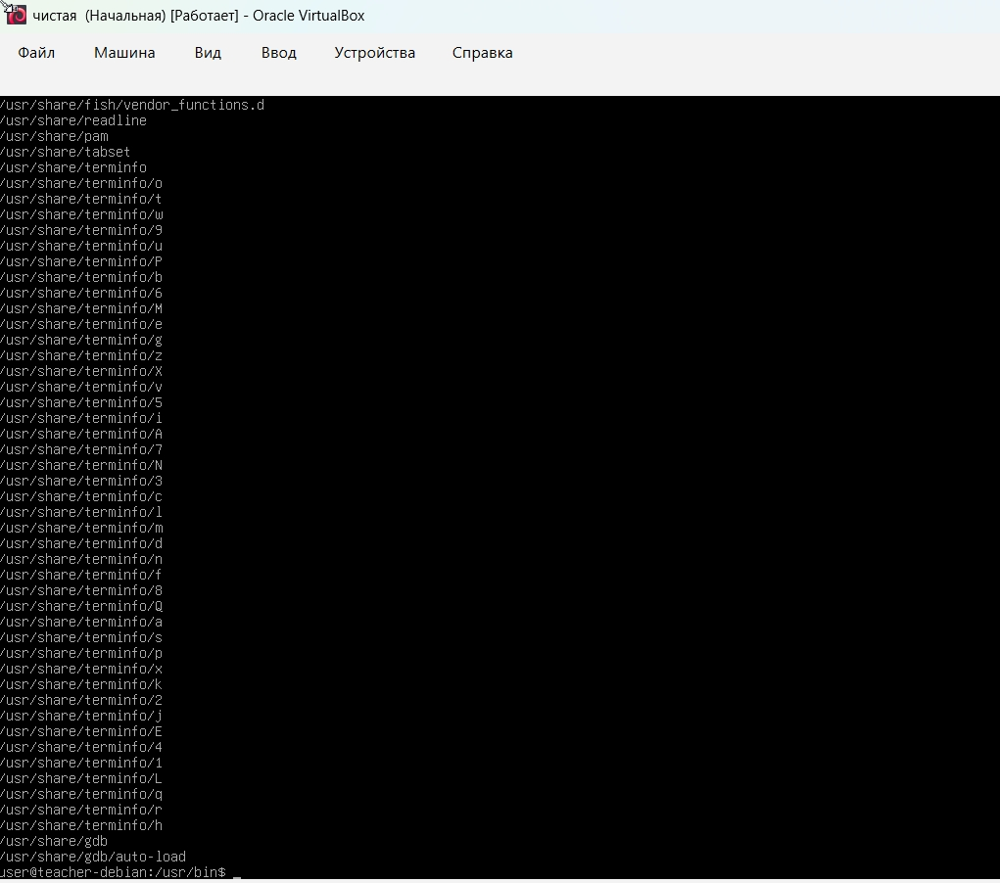 чистая (Начальная) [Работает] - Oracle VirtualBox
Файл Машина Вид Ввод Устройства Справка
/usr/share/fish/vendor_functions.d
/usr/share/readline
/usr/share/pam
/usr/share/tabset
/usr/share/terminfo
/usr/share/terminfo/o
/usr/share/terminfo/t
/usr/share/terminfo/w
/usr/share/terminfo/9
/usr/share/terminfo/u
/usr/share/terminfo/P
/usr/share/terminfo/b
/usr/share/terminfo/6
/usr/share/terminfo/M
/usr/share/terminfo/e
/usr/share/terminfo/g
/usr/share/terminfo/z
/usr/share/terminfo/X
/usr/share/terminfo/v
/usr/share/terminfo/5
/usr/share/terminfo/i
/usr/share/terminfo/A
/usr/share/terminfo/7
/usr/share/terminfo/N
/usr/share/terminfo/3
/usr/share/terminfo/c
/usr/share/terminfo/l
/usr/share/terminfo/m
/usr/share/terminfo/d
/usr/share/terminfo/n
/usr/share/terminfo/f
/usr/share/terminfo/8
/usr/share/terminfo/Q
/usr/share/terminfo/a
/usr/share/terminfo/s
/usr/share/terminfo/p
/usr/share/terminfo/x
/usr/share/terminfo/k
/usr/share/terminfo/2
/usr/share/terminfo/j
/usr/share/terminfo/E
/usr/share/terminfo/4
/usr/share/terminfo/1
/usr/share/terminfo/L
/usr/share/terminfo/q
/usr/share/terminfo/r
/usr/share/terminfo/h
/usr/share/gdb
/usr/share/gdb/auto-load
user@teacher-debian:/usr/bin$ _